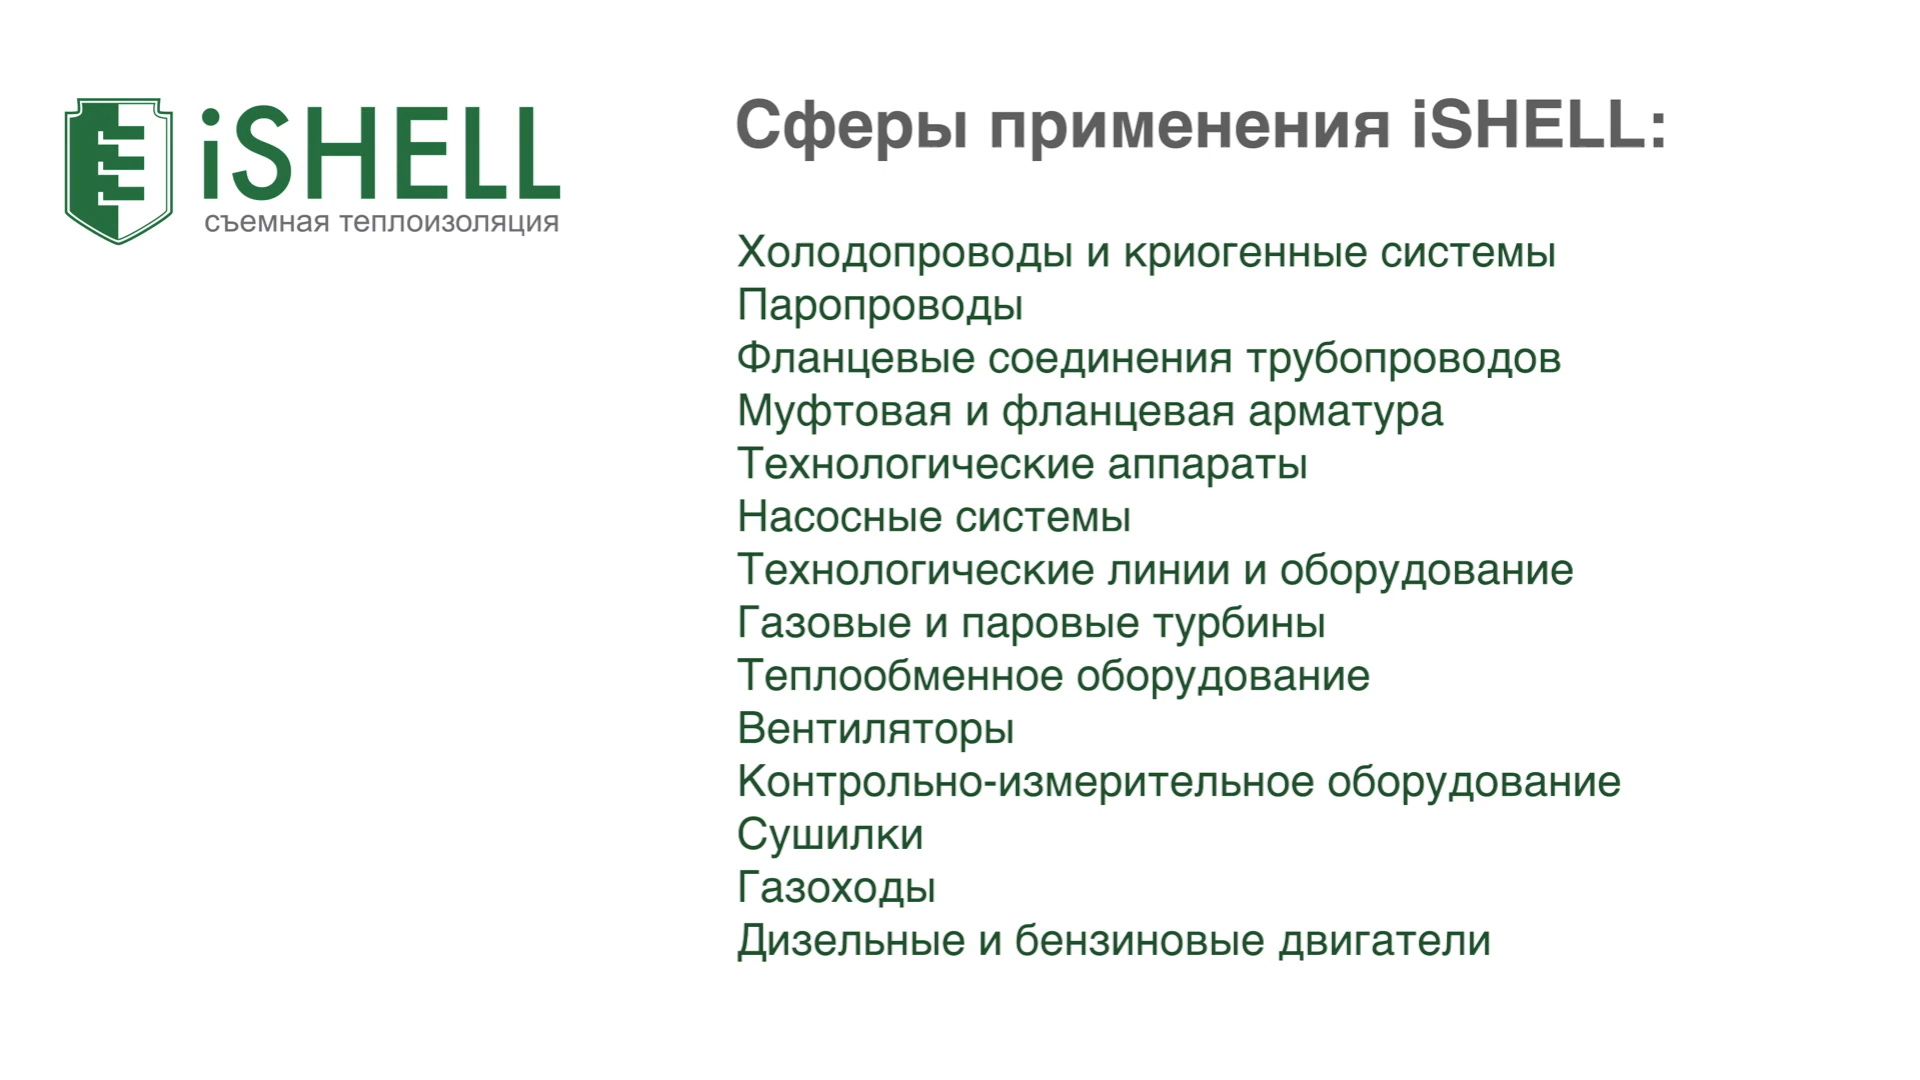 iSHELL
съемная теплоизоляция
Сферы применения iSHELL:
Холодопроводы и криогенные системы
Паропроводы
Фланцевые соединения трубопроводов
Муфтовая и фланцевая арматура
Технологические аппараты
Насосные системы
Технологические линии и оборудование
Газовые и паровые турбины
Теплообменное оборудование
Вентиляторы
Контрольно-измерительное оборудование
Сушилки
Газоходы
Дизельные и бензиновые двигатели